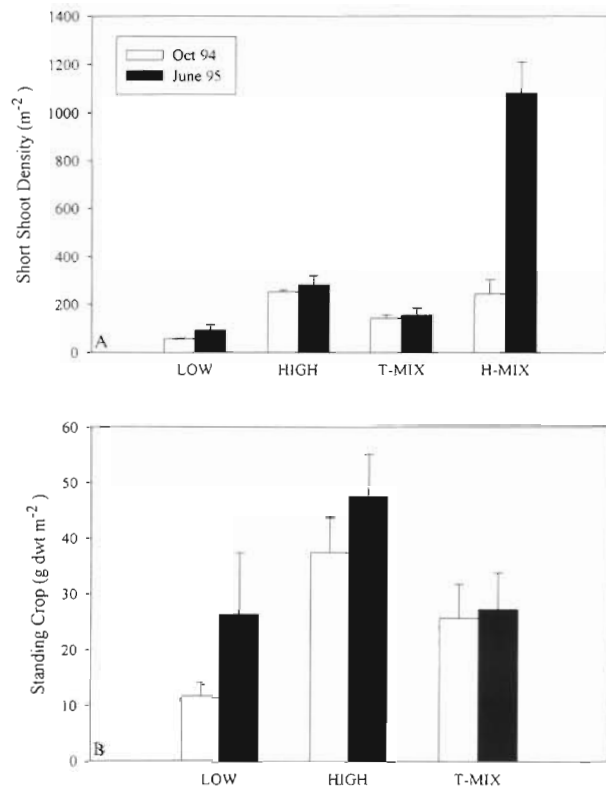 1400
1200
1000
800
600
400
200
0
Short Shoot Density (m⁻²)
Oct 94
June 95
A
LOW HIGH T-MIX H-MIX
60
50
40
30
20
10
0
Standing Crop (g dwt m⁻²)
B
LOW HIGH T-MIX